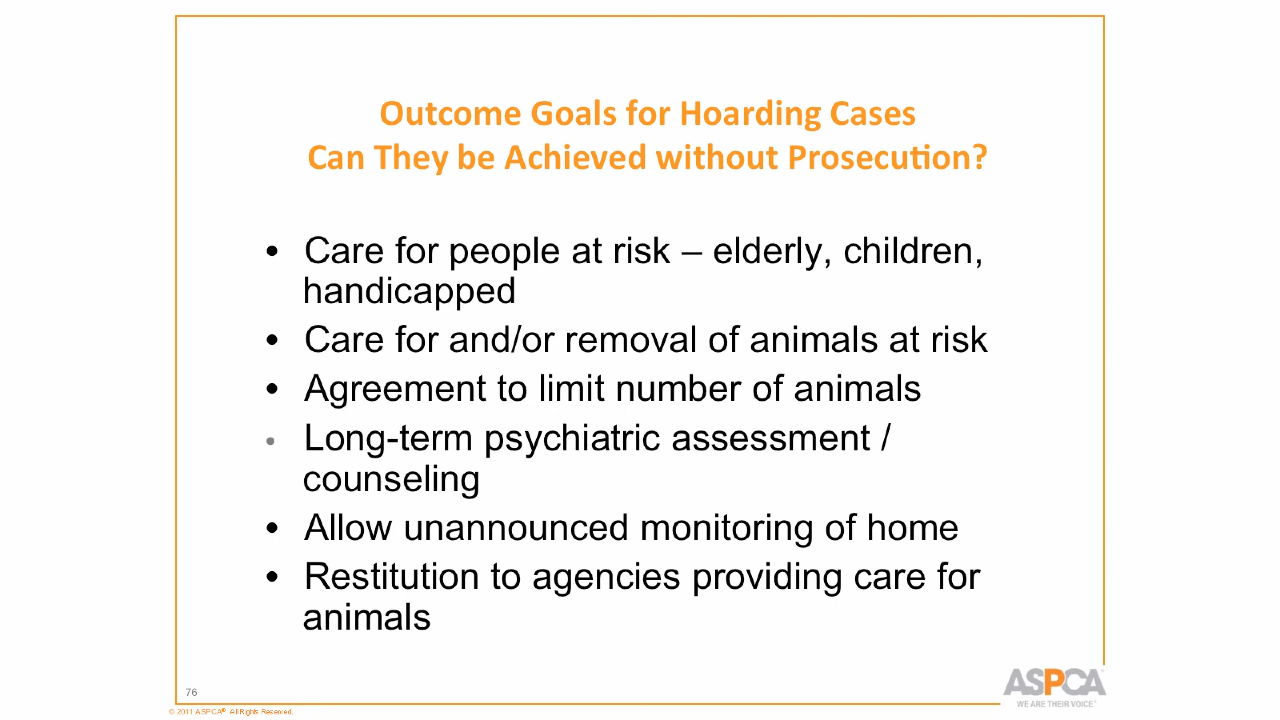 Outcome Goals for Hoarding Cases
Can They be Achieved without Prosecution?
• Care for people at risk – elderly, children,
handicapped
• Care for and/or removal of animals at risk
• Agreement to limit number of animals
• Long-term psychiatric assessment /
counseling
• Allow unannounced monitoring of home
• Restitution to agencies providing care for
animals
76
© 2011 ASPCA® All Rights Reserved.
ASPCA
WE ARE THEIR VOICE®